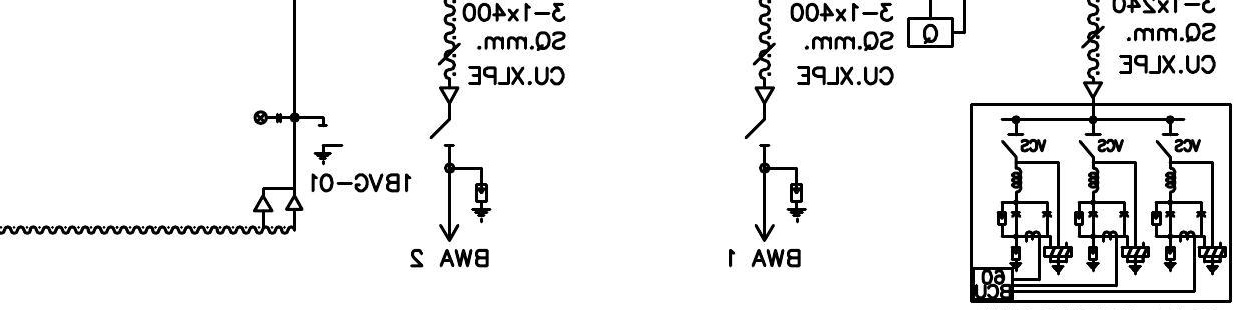 3-1x400
SQ.mm.
CU.XLPE
1BVG-01
BWA 2
3-1x400
SQ.mm.
CU.XLPE
BWA 1
Q
3-1x240
SQ.mm.
CU.XLPE
VCS
VCS
VCS
60
BCU